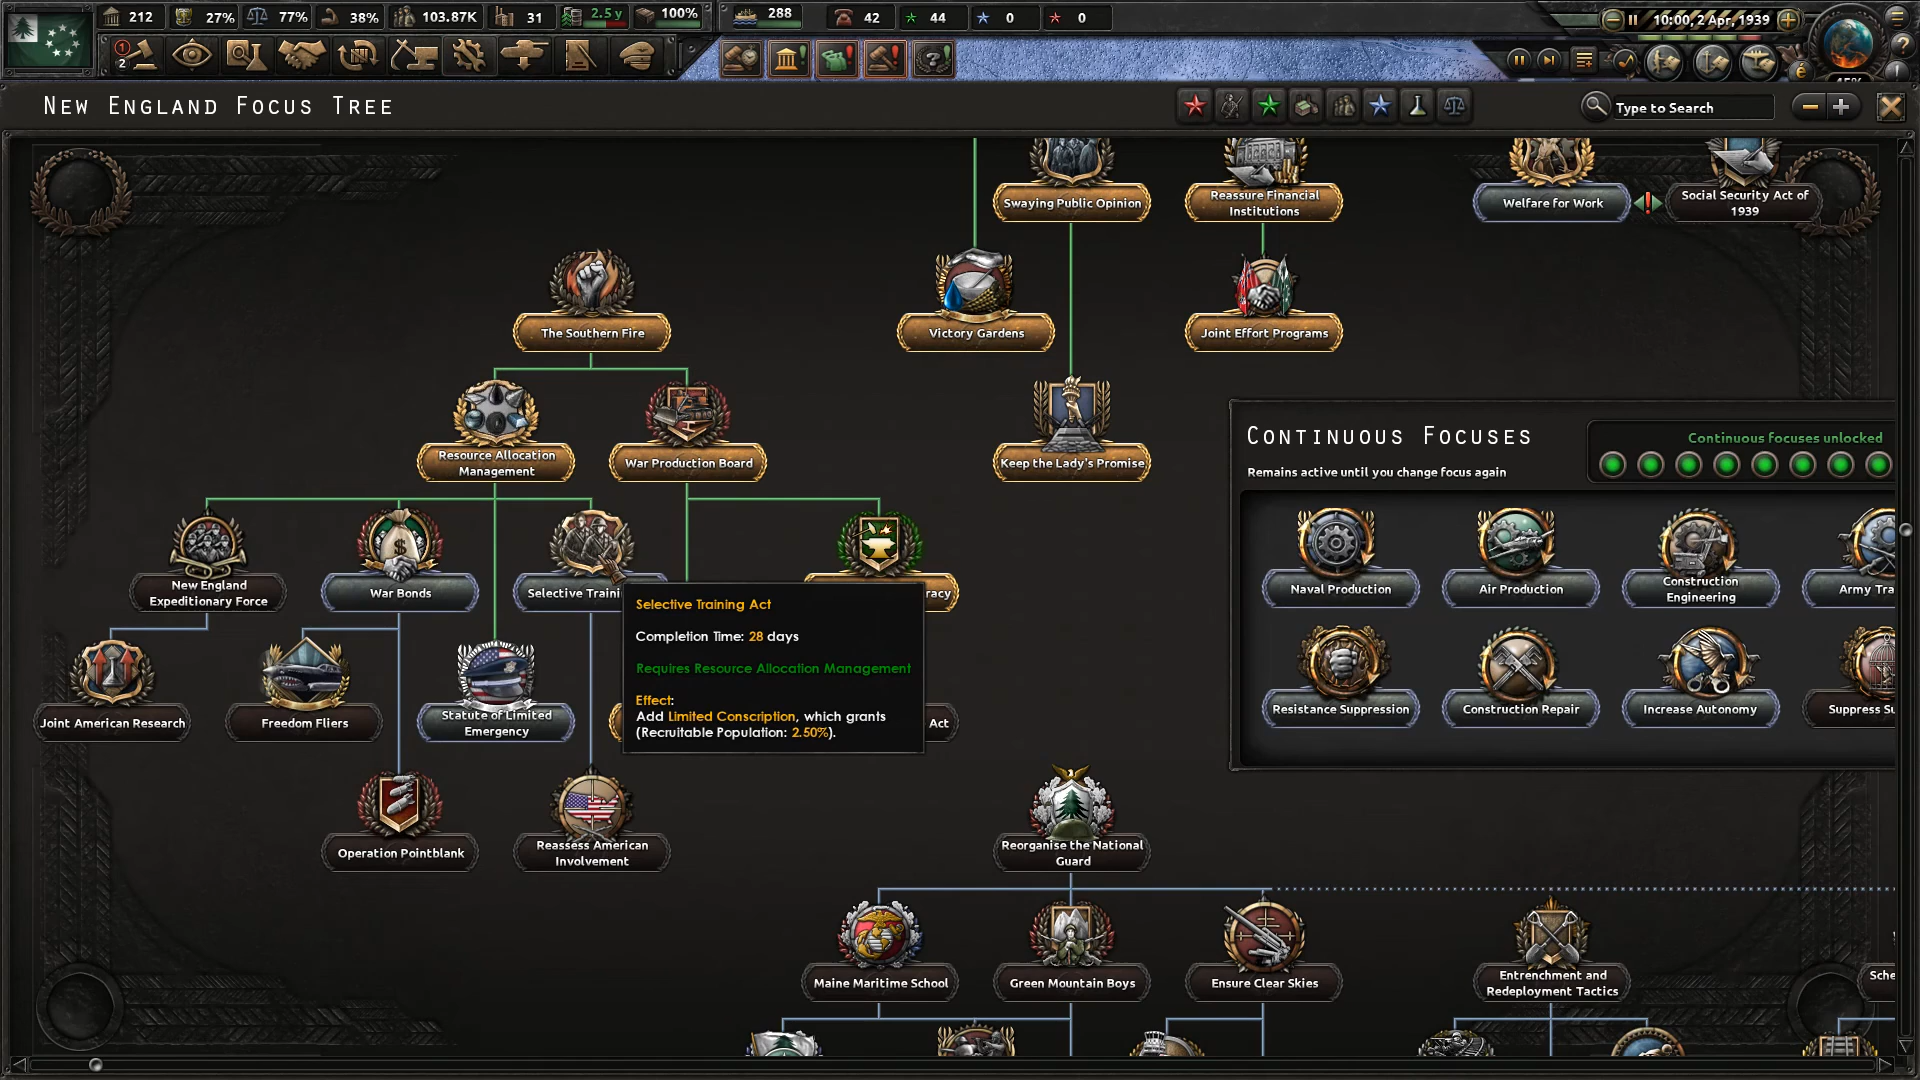 212
27%
77%
38%
103.87K
31
2.5 y
100%
288
42
44
0
0
10:00, 2 Apr, 1939
1
2
45%
New England Focus Tree
Type to Search
Swaying Public Opinion
Reassure Financial
Institutions
Welfare for Work
Social Security Act of
1939
The Southern Fire
Victory Gardens
Joint Effort Programs
Resource Allocation
Management
War Production Board
Keep the Lady's Promise
Continuous Focuses
Continuous focuses unlocked
Remains active until you change focus again
New England
Expeditionary Force
War Bonds
Selective Traini
racy
Naval Production
Air Production
Construction
Engineering
Army Tra
Selective Training Act
Completion Time: 28 days
Requires Resource Allocation Management
Effect:
Add Limited Conscription, which grants
(Recruitable Population: 2.50%).
Joint American Research
Freedom Fliers
Statute of Limited
Emergency
Act
Resistance Suppression
Construction Repair
Increase Autonomy
Suppress Su
Operation Pointblank
Reassess American
Involvement
Reorganise the National
Guard
Maine Maritime School
Green Mountain Boys
Ensure Clear Skies
Entrenchment and
Redeployment Tactics
Sche